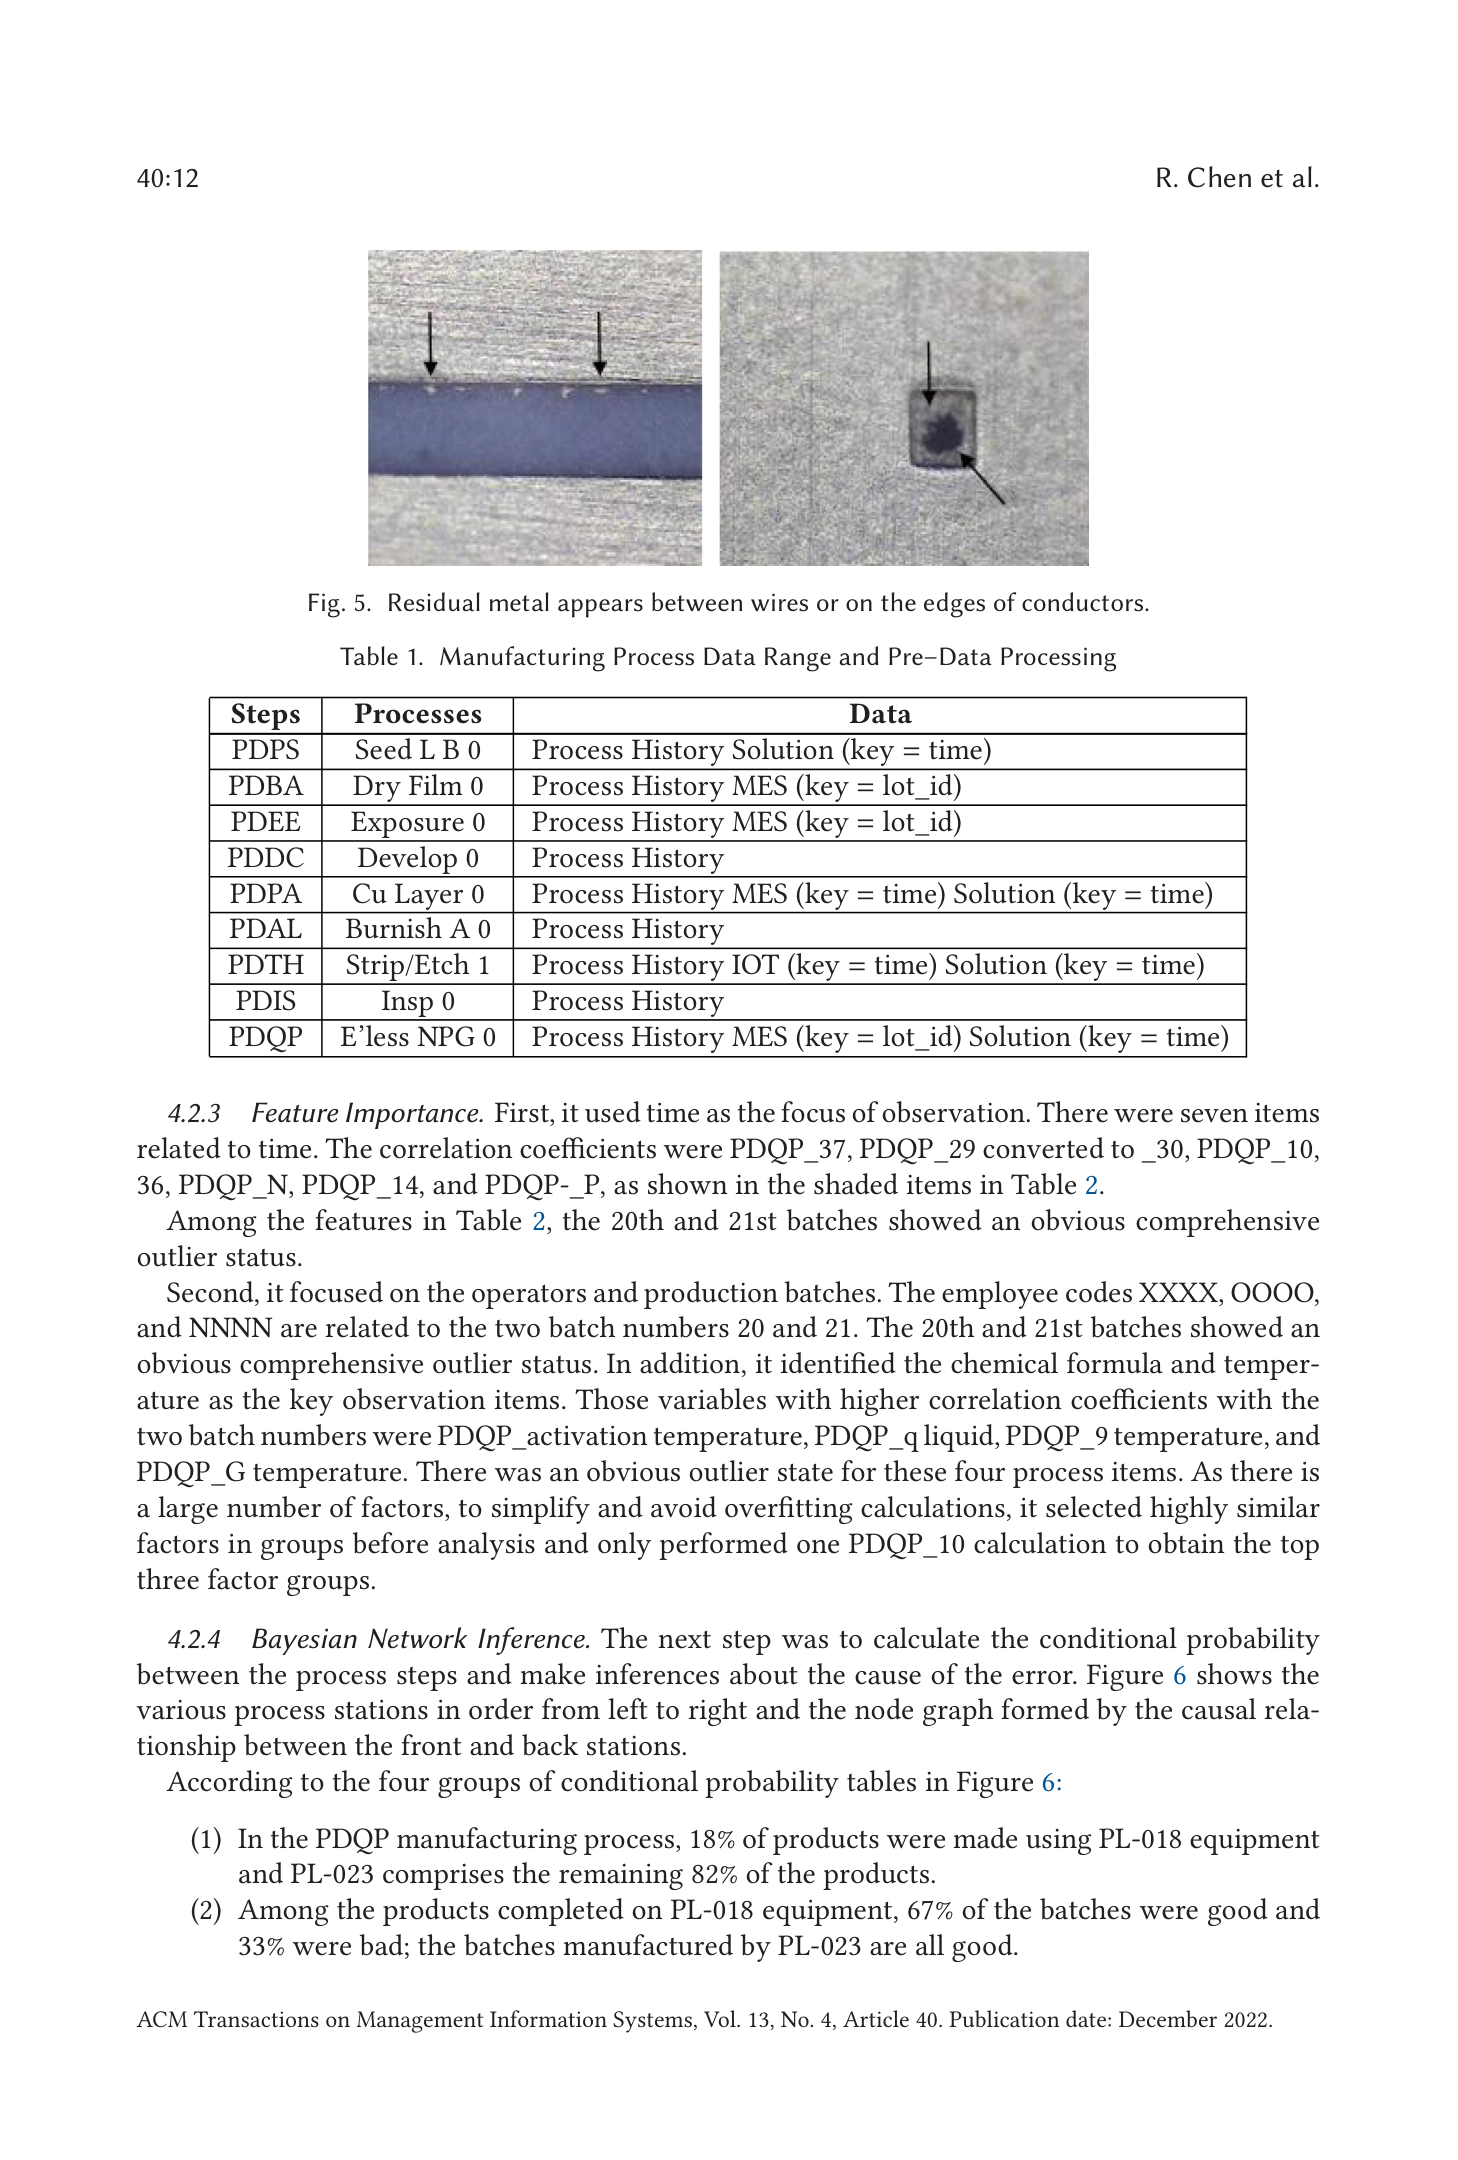 40:12
R. Chen et al.
Fig. 5. Residual metal appears between wires or on the edges of conductors.
Table 1. Manufacturing Process Data Range and Pre–Data Processing
Steps Processes Data
PDPS Seed L B 0 Process History Solution (key = time)
PDBA Dry Film 0 Process History MES (key = lot_id)
PDEE Exposure 0 Process History MES (key = lot_id)
PDDC Develop 0 Process History
PDPA Cu Layer 0 Process History MES (key = time) Solution (key = time)
PDAL Burnish A 0 Process History
PDTH Strip/Etch 1 Process History IOT (key = time) Solution (key = time)
PDIS Insp 0 Process History
PDQP E’less NPG 0 Process History MES (key = lot_id) Solution (key = time)
4.2.3 Feature Importance. First, it used time as the focus of observation. There were seven items
related to time. The correlation coefficients were PDQP_37, PDQP_29 converted to _30, PDQP_10,
36, PDQP_N, PDQP_14, and PDQP-_P, as shown in the shaded items in Table 2.
Among the features in Table 2, the 20th and 21st batches showed an obvious comprehensive
outlier status.
Second, it focused on the operators and production batches. The employee codes XXXX, OOOO,
and NNNN are related to the two batch numbers 20 and 21. The 20th and 21st batches showed an
obvious comprehensive outlier status. In addition, it identified the chemical formula and temper-
ature as the key observation items. Those variables with higher correlation coefficients with the
two batch numbers were PDQP_activation temperature, PDQP_q liquid, PDQP_9 temperature, and
PDQP_G temperature. There was an obvious outlier state for these four process items. As there is
a large number of factors, to simplify and avoid overfitting calculations, it selected highly similar
factors in groups before analysis and only performed one PDQP_10 calculation to obtain the top
three factor groups.
4.2.4 Bayesian Network Inference. The next step was to calculate the conditional probability
between the process steps and make inferences about the cause of the error. Figure 6 shows the
various process stations in order from left to right and the node graph formed by the causal rela-
tionship between the front and back stations.
According to the four groups of conditional probability tables in Figure 6:
(1) In the PDQP manufacturing process, 18% of products were made using PL-018 equipment
and PL-023 comprises the remaining 82% of the products.
(2) Among the products completed on PL-018 equipment, 67% of the batches were good and
33% were bad; the batches manufactured by PL-023 are all good.
ACM Transactions on Management Information Systems, Vol. 13, No. 4, Article 40. Publication date: December 2022.